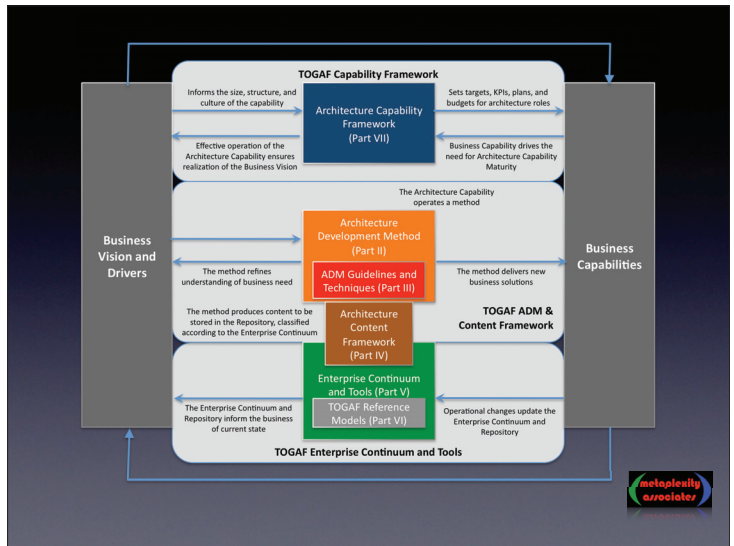 TOGAF Capability Framework
Informs the size, structure, and
culture of the capability
Architecture Capability
Framework
(Part VII)
Sets targets, KPIs, plans, and
budgets for architecture roles
Effective operation of the
Architecture Capability ensures
realization of the Business Vision
Business Capability drives the
need for Architecture Capability
Maturity
The Architecture Capability
operates a method
Business
Vision and
Drivers
Architecture
Development Method
(Part II)
ADM Guidelines and
Techniques (Part III)
Business
Capabilities
The method refines
understanding of business need
The method delivers new
business solutions
The method produces content to be
stored in the Repository, classified
according to the Enterprise Continuum
Architecture
Content
Framework
(Part IV)
TOGAF ADM &
Content Framework
Enterprise Continuum
and Tools (Part V)
TOGAF Reference
Models (Part VI)
The Enterprise Continuum and
Repository inform the business
of current state
Operational changes update the
Enterprise Continuum and
Repository
TOGAF Enterprise Continuum and Tools
metaplexity
associates